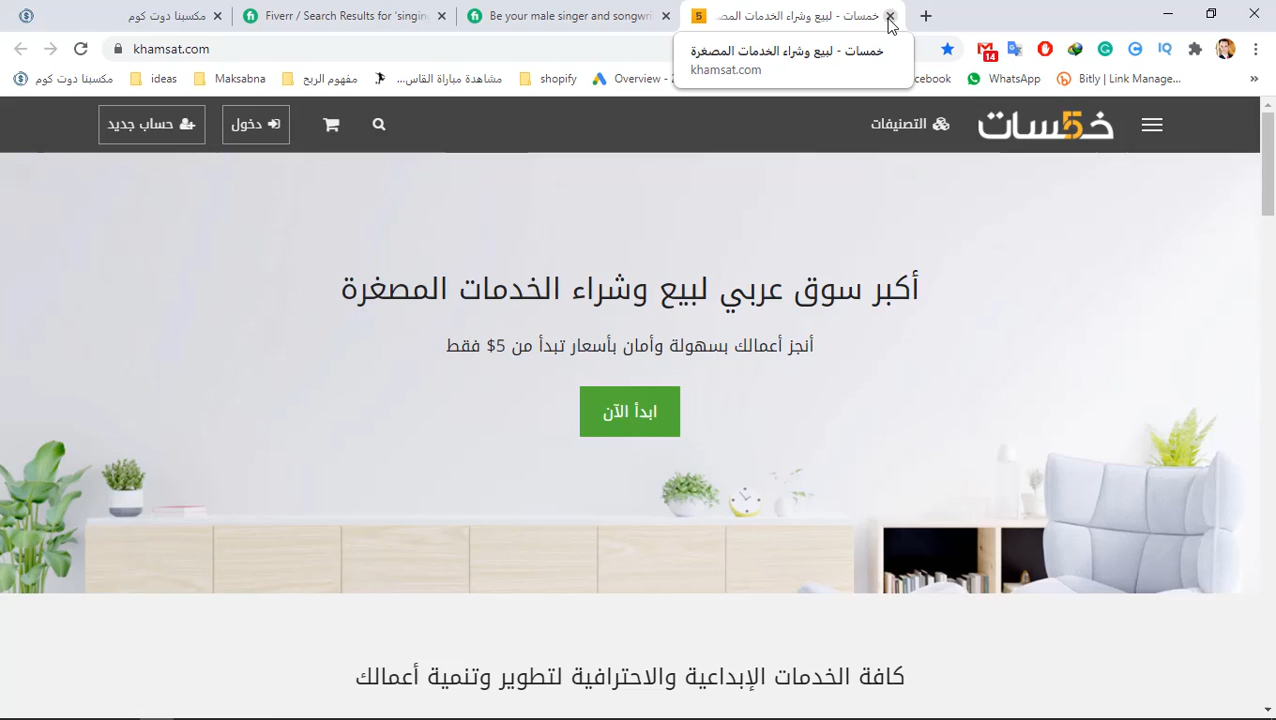 مكسبنا دوت كوم
Fiverr / Search Results for 'singin
Be your male singer and songwri
خمسات - لبيع وشراء الخدمات المص
khamsat.com
خمسات - لبيع وشراء الخدمات المصغرة
khamsat.com
14
مكسبنا دوت كوم
ideas
Maksabna
مفهوم الربح
مشاهدة مباراة القاس...
shopify
Overview -
cebook
WhatsApp
Bitly | Link Manage...
خمسات
التصنيفات
دخول
حساب جديد
أكبر سوق عربي لبيع وشراء الخدمات المصغرة
أنجز أعمالك بسهولة وأمان بأسعار تبدأ من 5$ فقط
ابدأ الآن
كافة الخدمات الإبداعية والاحترافية لتطوير وتنمية أعمالك